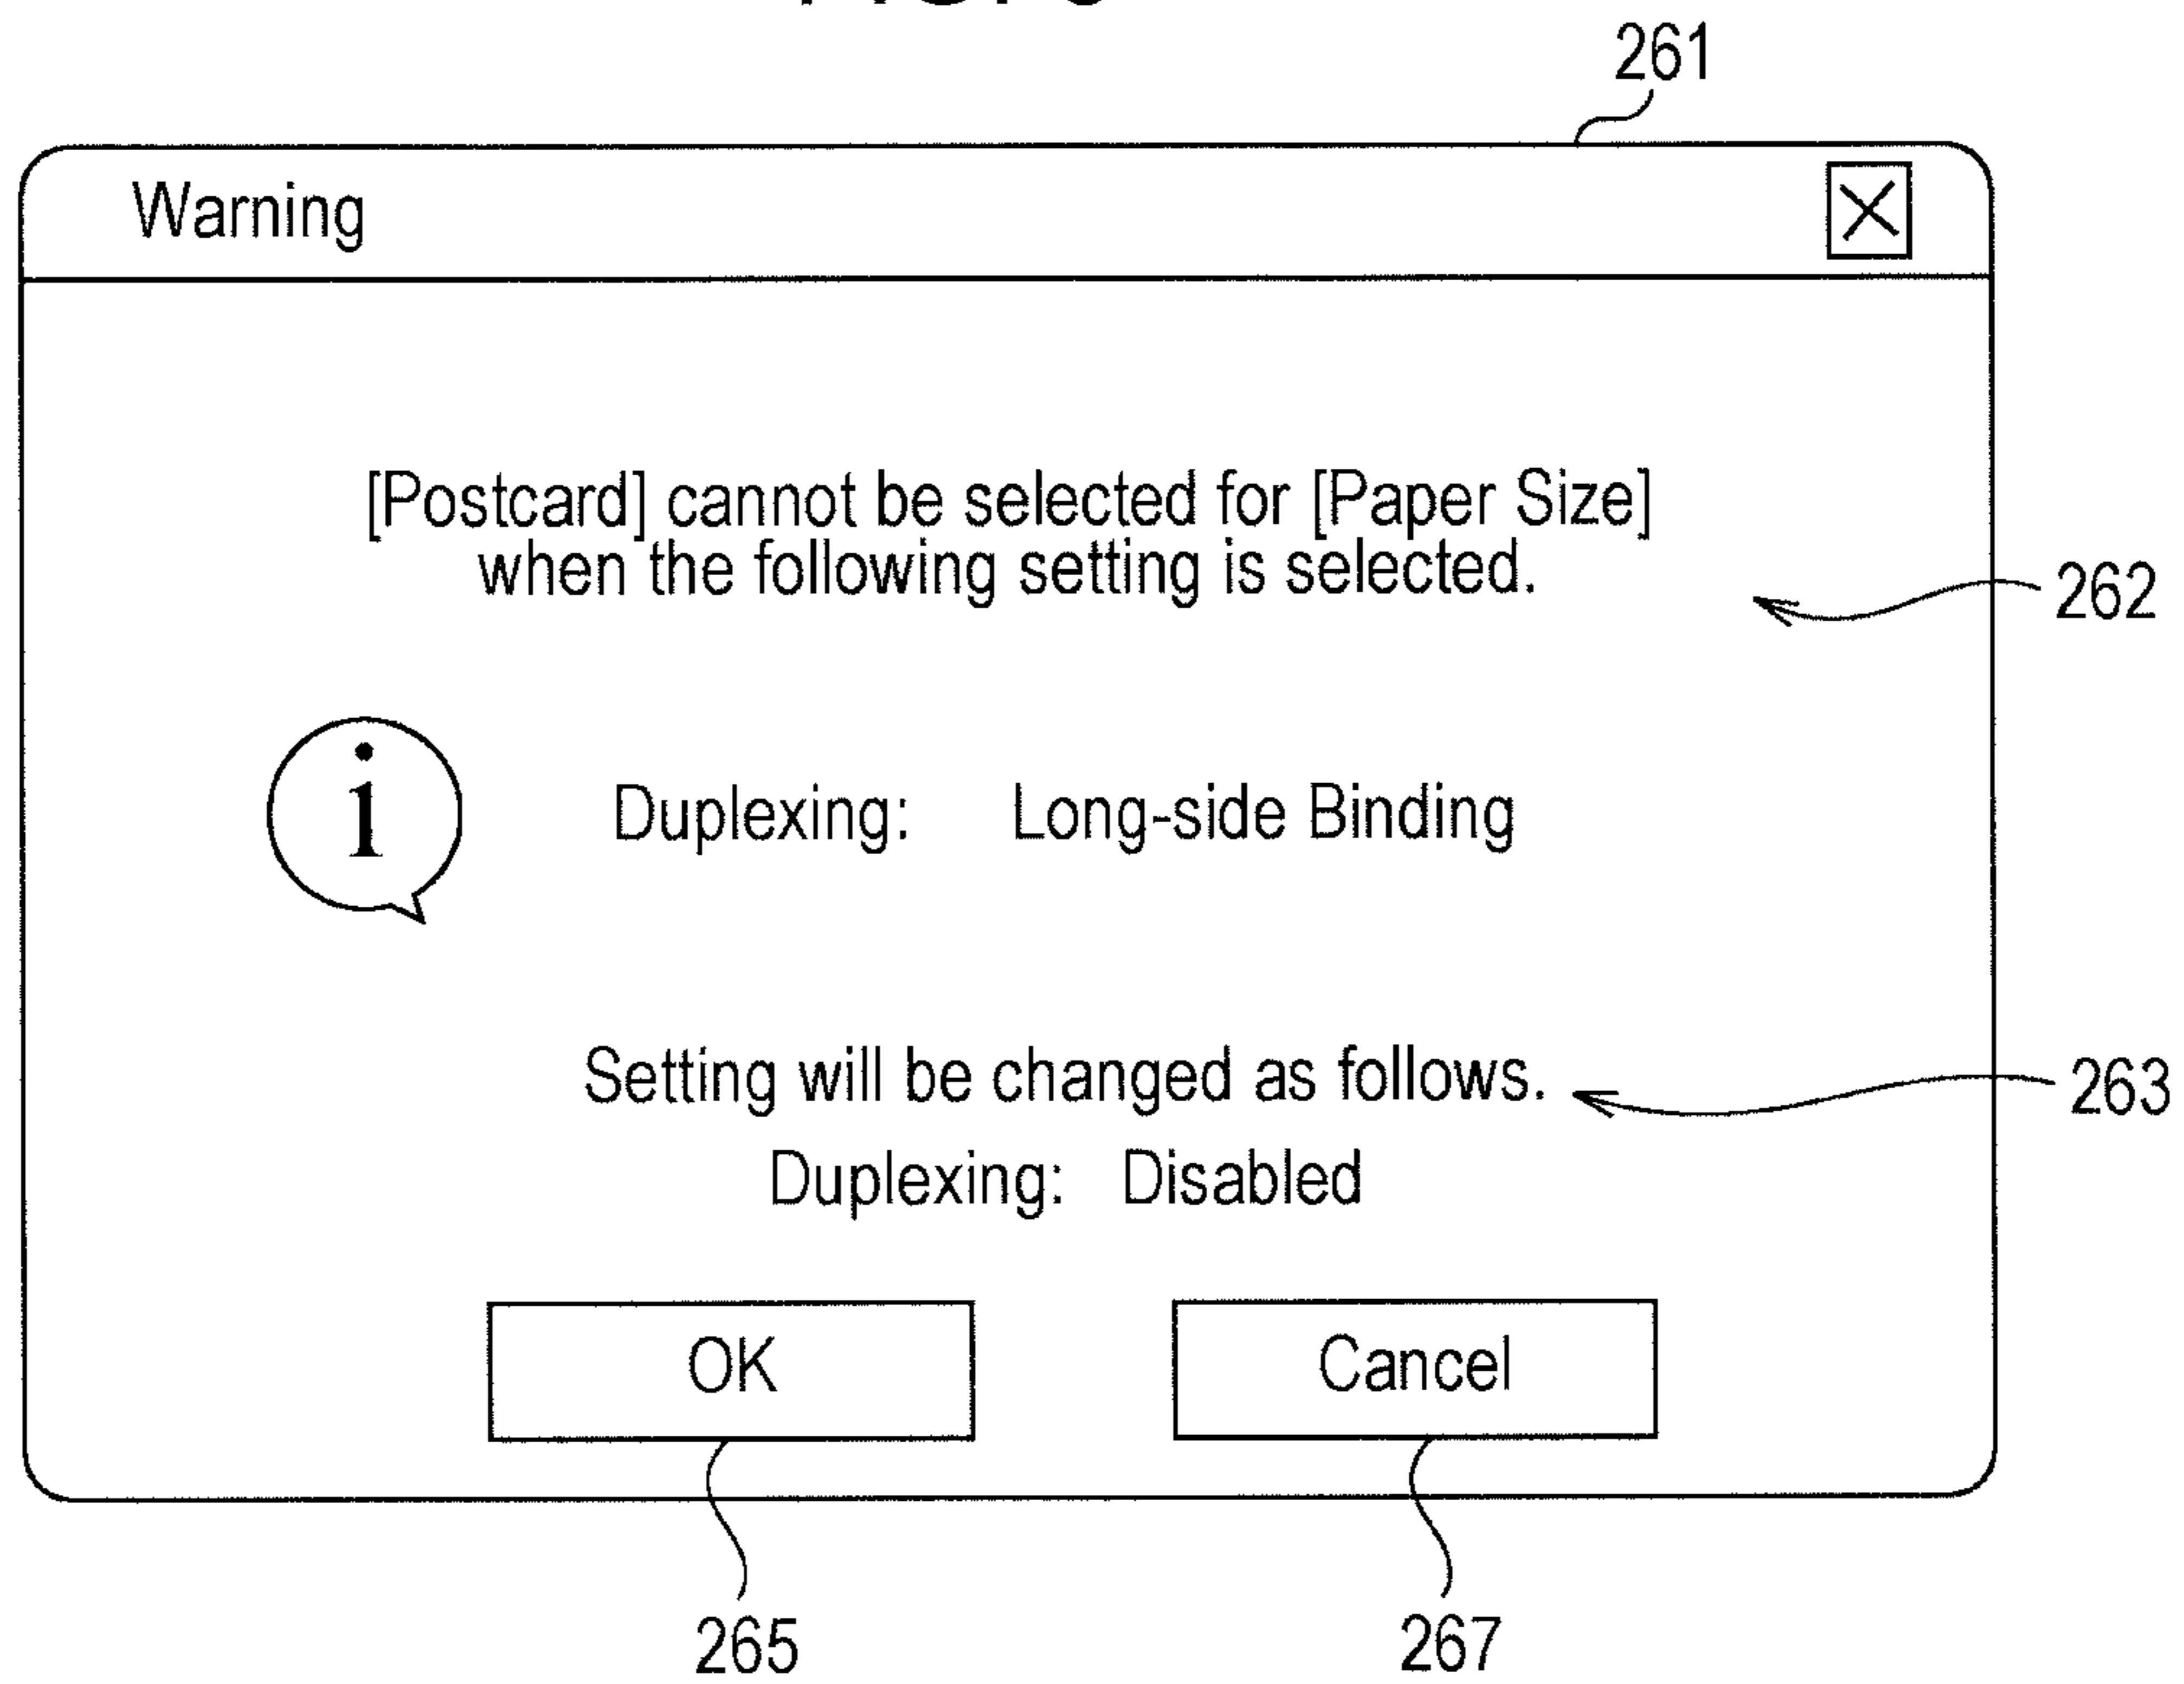 261
Warning
[Postcard] cannot be selected for [Paper Size]
when the following setting is selected.
262
i
Duplexing: Long-side Binding
Setting will be changed as follows.
263
Duplexing: Disabled
OK
Cancel
265
267